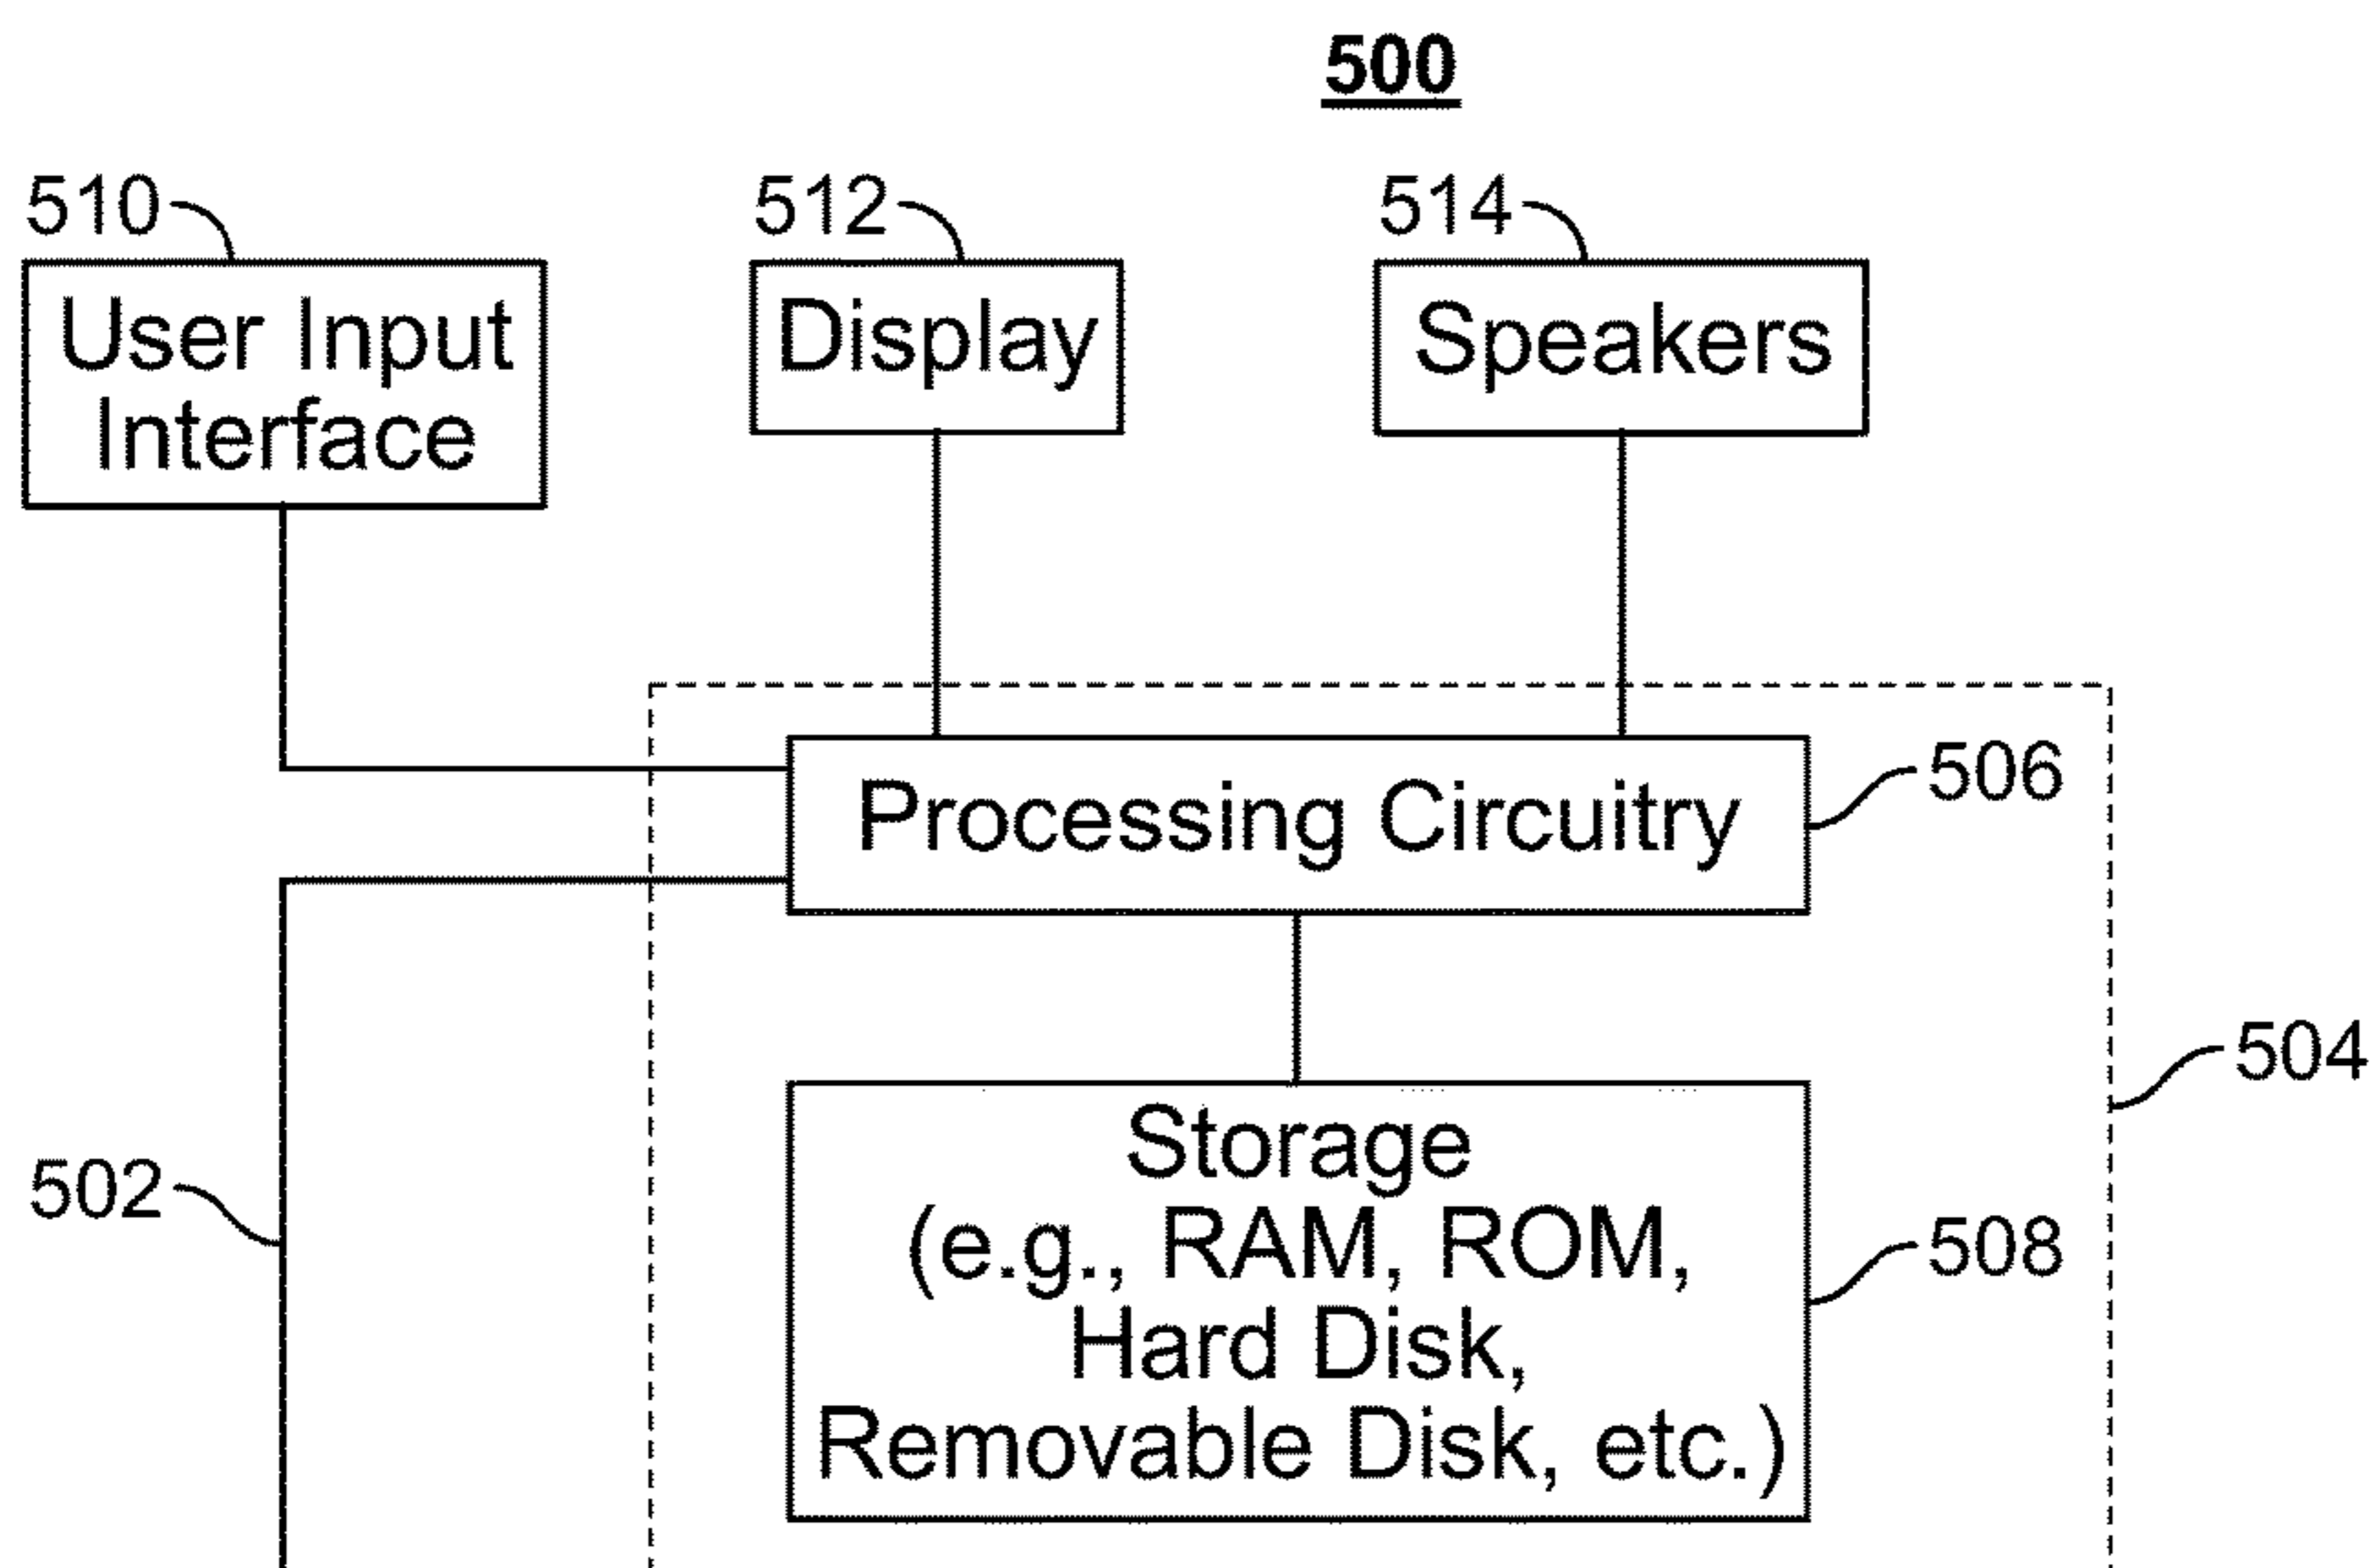 500
510
512
514
User Input
Interface
Display
Speakers
Processing Circuitry
506
504
502
Storage
(e.g., RAM, ROM,
Hard Disk,
Removable Disk, etc.)
508